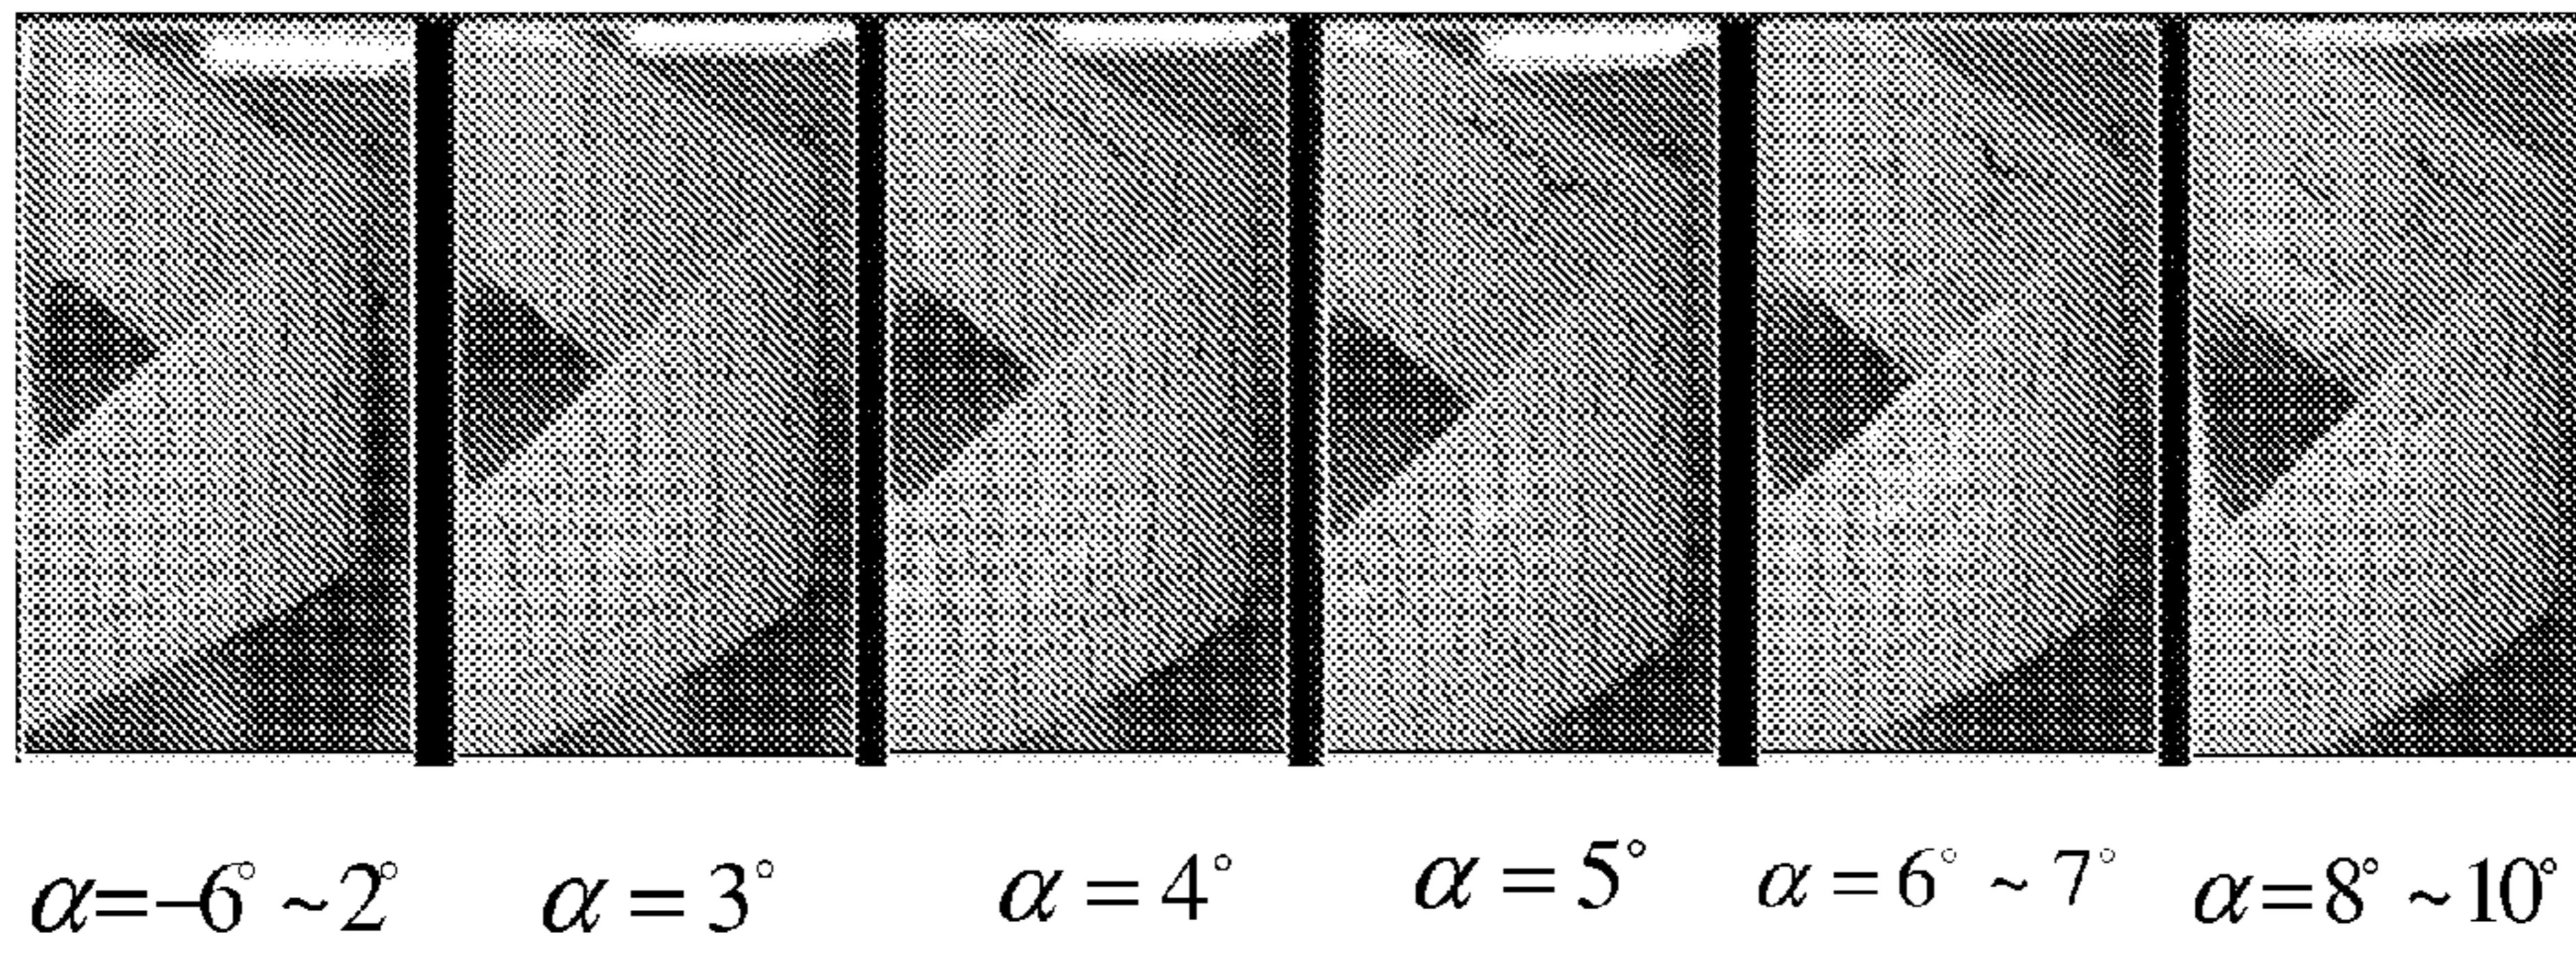 α=−6° ~2° α = 3° α = 4° α = 5° α = 6° ~ 7° α=8° ~10°